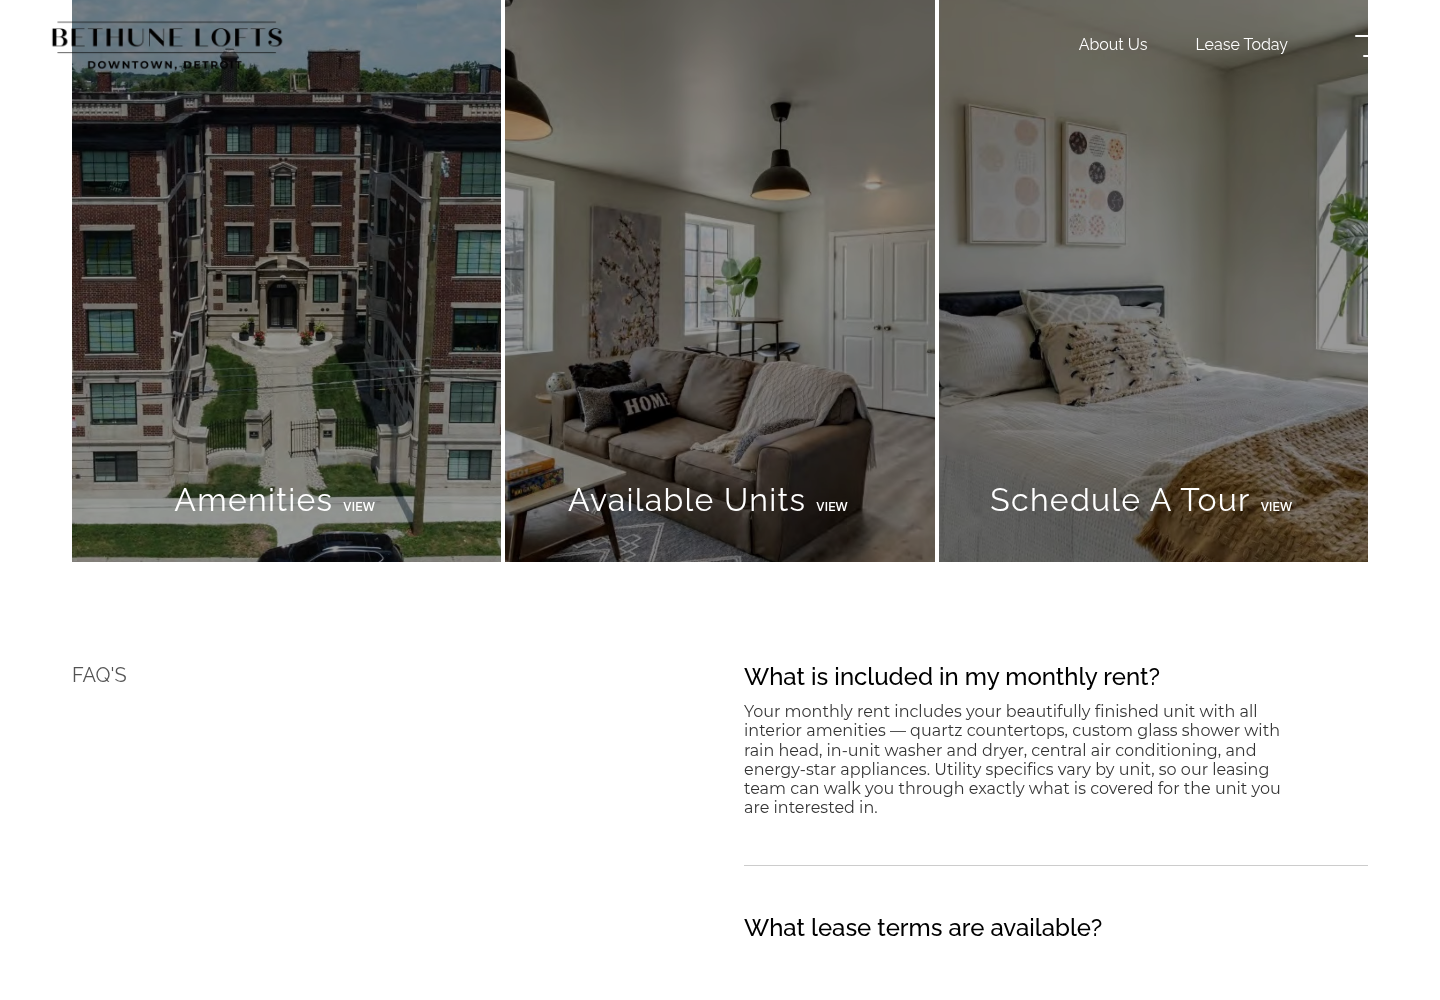 BETHUNE LOFTS
DOWNTOWN, DETROIT
About Us
Lease Today
HOME
Amenities VIEW
Available Units VIEW
Schedule A Tour VIEW
FAQ'S
What is included in my monthly rent?
Your monthly rent includes your beautifully finished unit with all
interior amenities — quartz countertops, custom glass shower with
rain head, in-unit washer and dryer, central air conditioning, and
energy-star appliances. Utility specifics vary by unit, so our leasing
team can walk you through exactly what is covered for the unit you
are interested in.
What lease terms are available?